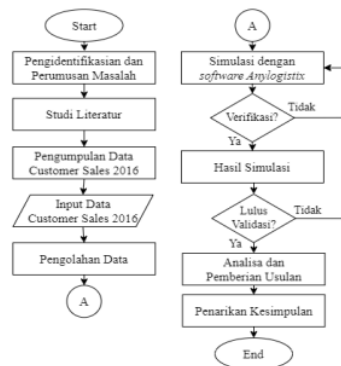 Start
Pengidentifikasian dan
Perumusan Masalah
Studi Literatur
Pengumpulan Data
Customer Sales 2016
Input Data
Customer Sales 2016
Pengolahan Data
A
A
Simulasi dengan
software Anylogistix
Verifikasi?
Tidak
Ya
Hasil Simulasi
Lulus
Validasi?
Tidak
Ya
Analisa dan
Pemberian Usulan
Penarikan Kesimpulan
End